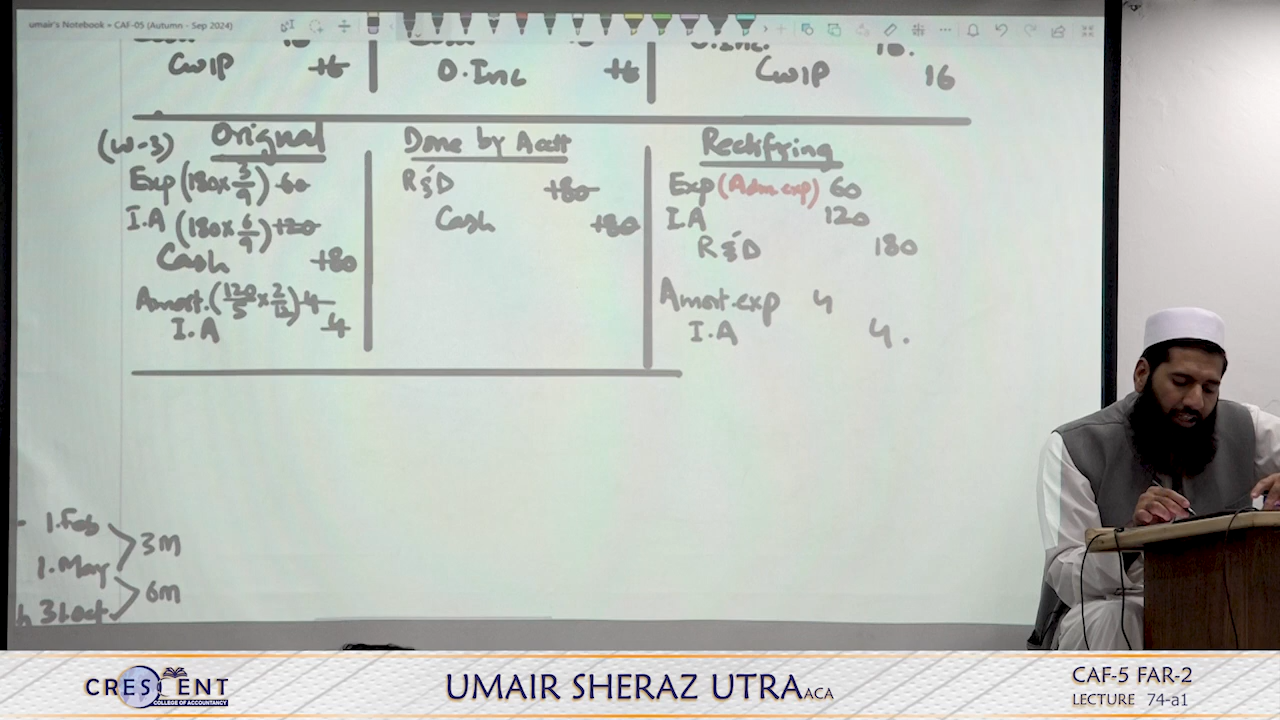 umair's Notebook • CAF-05 (Autumn - Sep 2024)
CWIP 16
O.Inc 16
O.Inc. 16.
CWIP 16
(W-3) Orignal
Exp (180x 3/9) 60
I.A (180x 6/9) 120
Cash 180
Amort. (120/5 x 2/12) 4
I.A 4
Done by Acctt
R&D 180
Cash 180
Rectifying
Exp (Adm.exp) 60
I.A 120
R&D 180
Amort.exp 4
I.A 4.
1.Feb
3M
1.May
6M
31.Oct
CRESCENT
COLLEGE OF ACCOUNTANCY
UMAIR SHERAZ UTRA ACA
CAF-5 FAR-2
LECTURE 74-a1